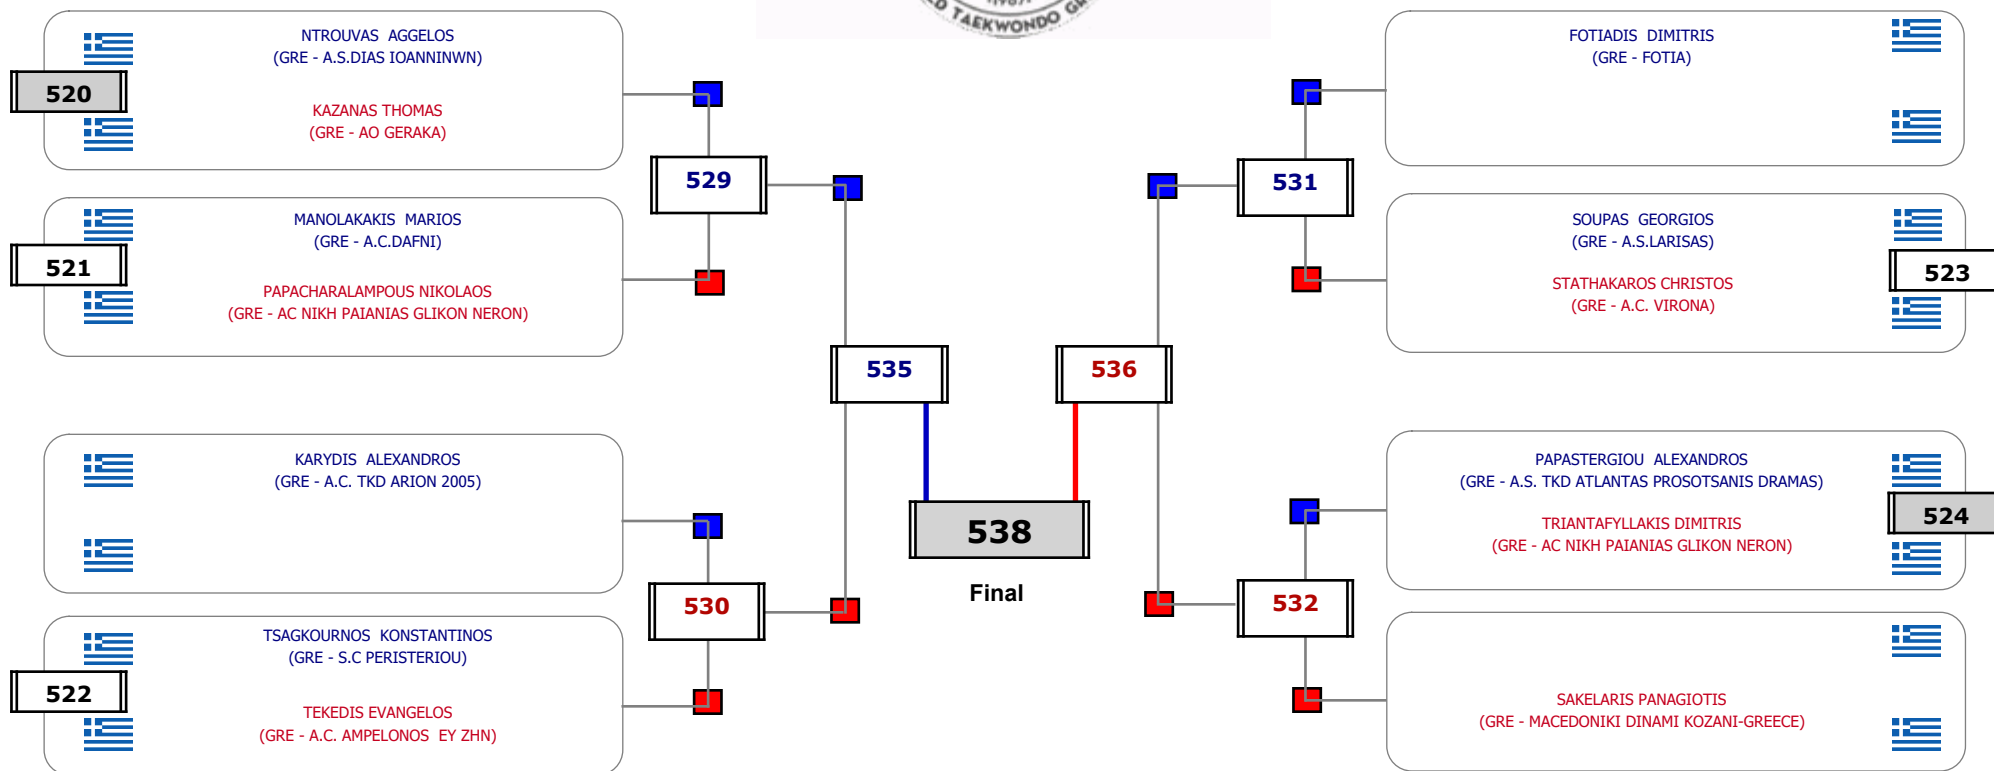 D TAEKWONDO G
NTROUVAS AGGELOS
(GRE - A.S.DIAS IOANNINWN)
520
KAZANAS THOMAS
(GRE - AO GERAKA)
529
MANOLAKAKIS MARIOS
(GRE - A.C.DAFNI)
521
PAPACHARALAMPOUS NIKOLAOS
(GRE - AC NIKH PAIANIAS GLIKON NERON)
535
KARYDIS ALEXANDROS
(GRE - A.C. TKD ARION 2005)
530
TSAGKOURNOS KONSTANTINOS
(GRE - S.C PERISTERIOU)
522
TEKEDIS EVANGELOS
(GRE - A.C. AMPELONOS EY ZHN)
538
Final
FOTIADIS DIMITRIS
(GRE - FOTIA)
531
SOUPAS GEORGIOS
(GRE - A.S.LARISAS)
523
STATHAKAROS CHRISTOS
(GRE - A.C. VIRONA)
536
PAPASTERGIOU ALEXANDROS
(GRE - A.S. TKD ATLANTAS PROSOTSANIS DRAMAS)
524
TRIANTAFYLLAKIS DIMITRIS
(GRE - AC NIKH PAIANIAS GLIKON NERON)
532
SAKELARIS PANAGIOTIS
(GRE - MACEDONIKI DINAMI KOZANI-GREECE)